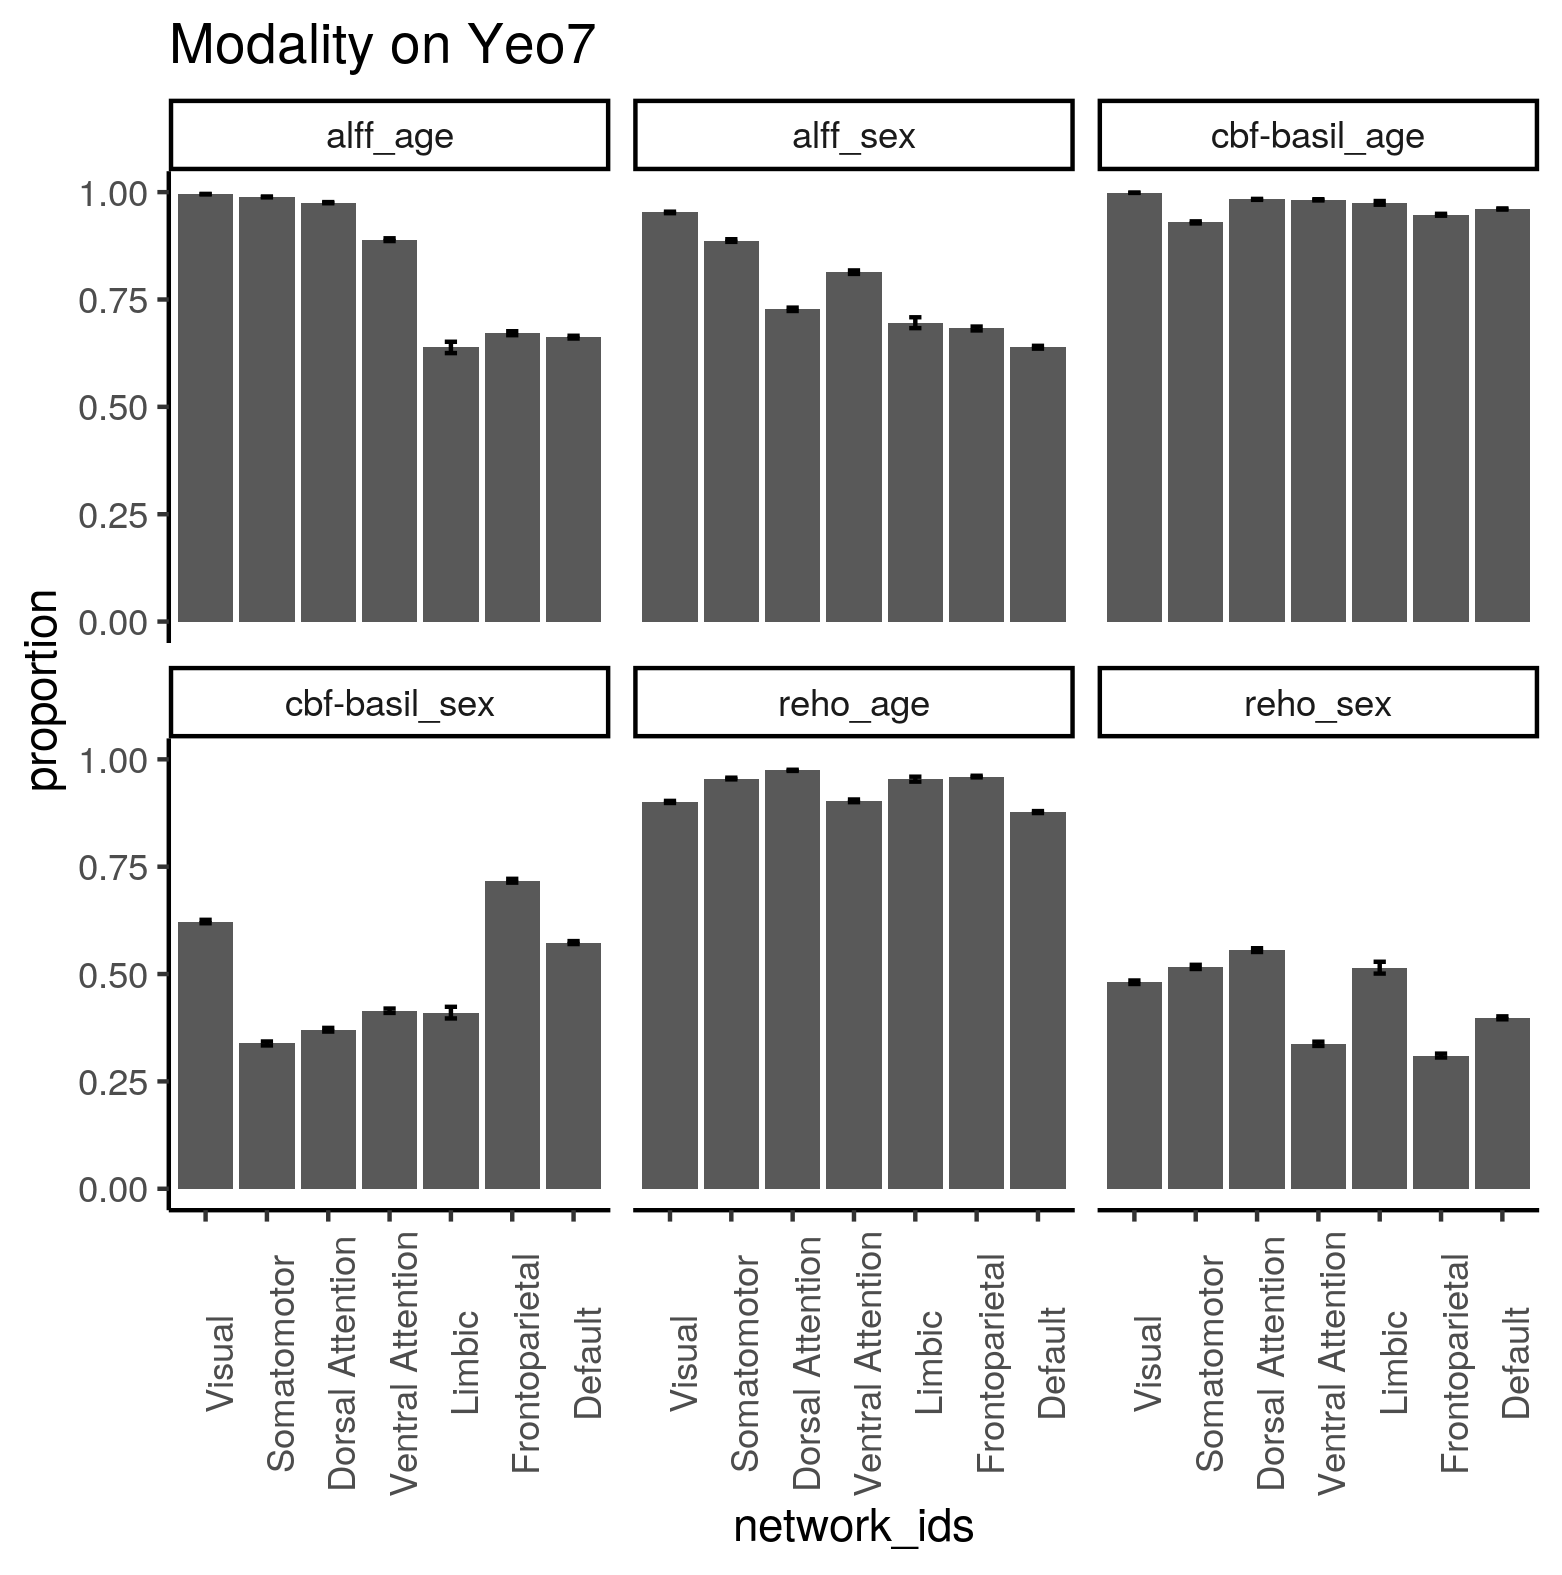 Modality on Yeo7
alff_age
alff_sex
cbf-basil_age
1.00
0.75
0.50
0.25
0.00
cbf-basil_sex
reho_age
reho_sex
1.00
0.75
0.50
0.25
0.00
proportion
Visual
Somatomotor
Dorsal Attention
Ventral Attention
Limbic
Frontoparietal
Default
Visual
Somatomotor
Dorsal Attention
Ventral Attention
Limbic
Frontoparietal
Default
Visual
Somatomotor
Dorsal Attention
Ventral Attention
Limbic
Frontoparietal
Default
network_ids